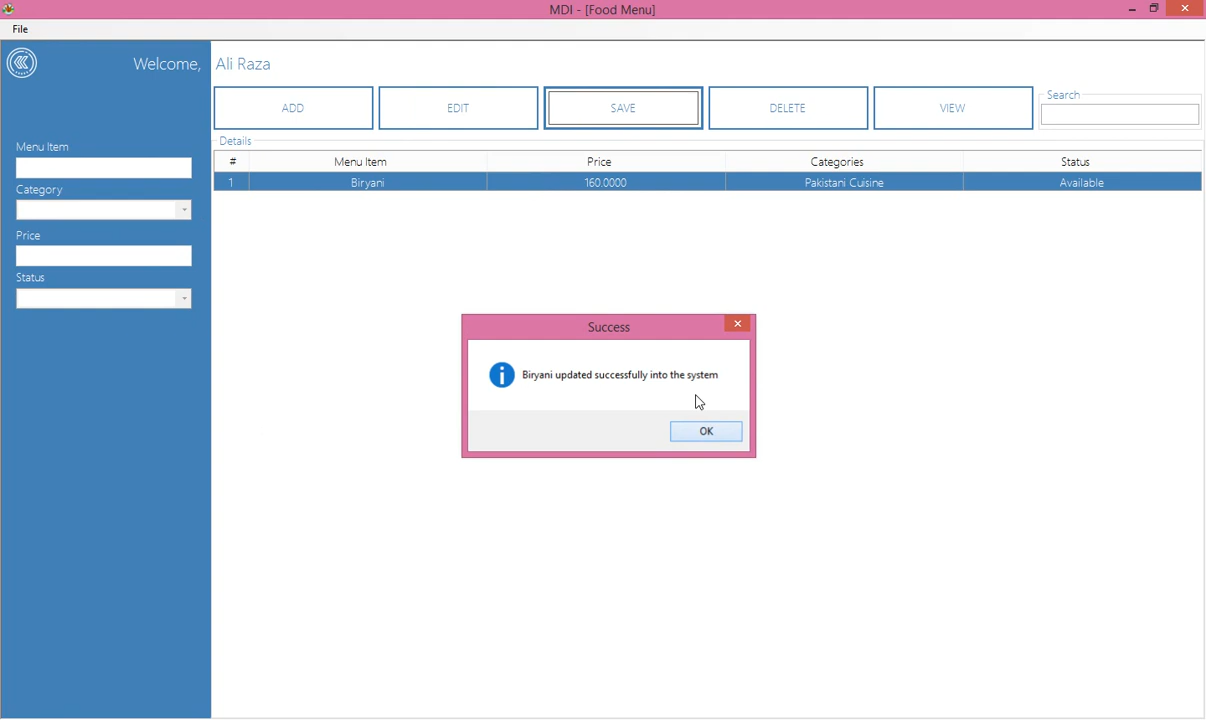 MDI - [Food Menu]
File
Welcome, Ali Raza
ADD EDIT SAVE DELETE VIEW
Search
Details
# Menu Item Price Categories Status
1 Biryani 160.0000 Pakistani Cuisine Available
Menu Item
Category
Price
Status
Success
Biryani updated successfully into the system
OK